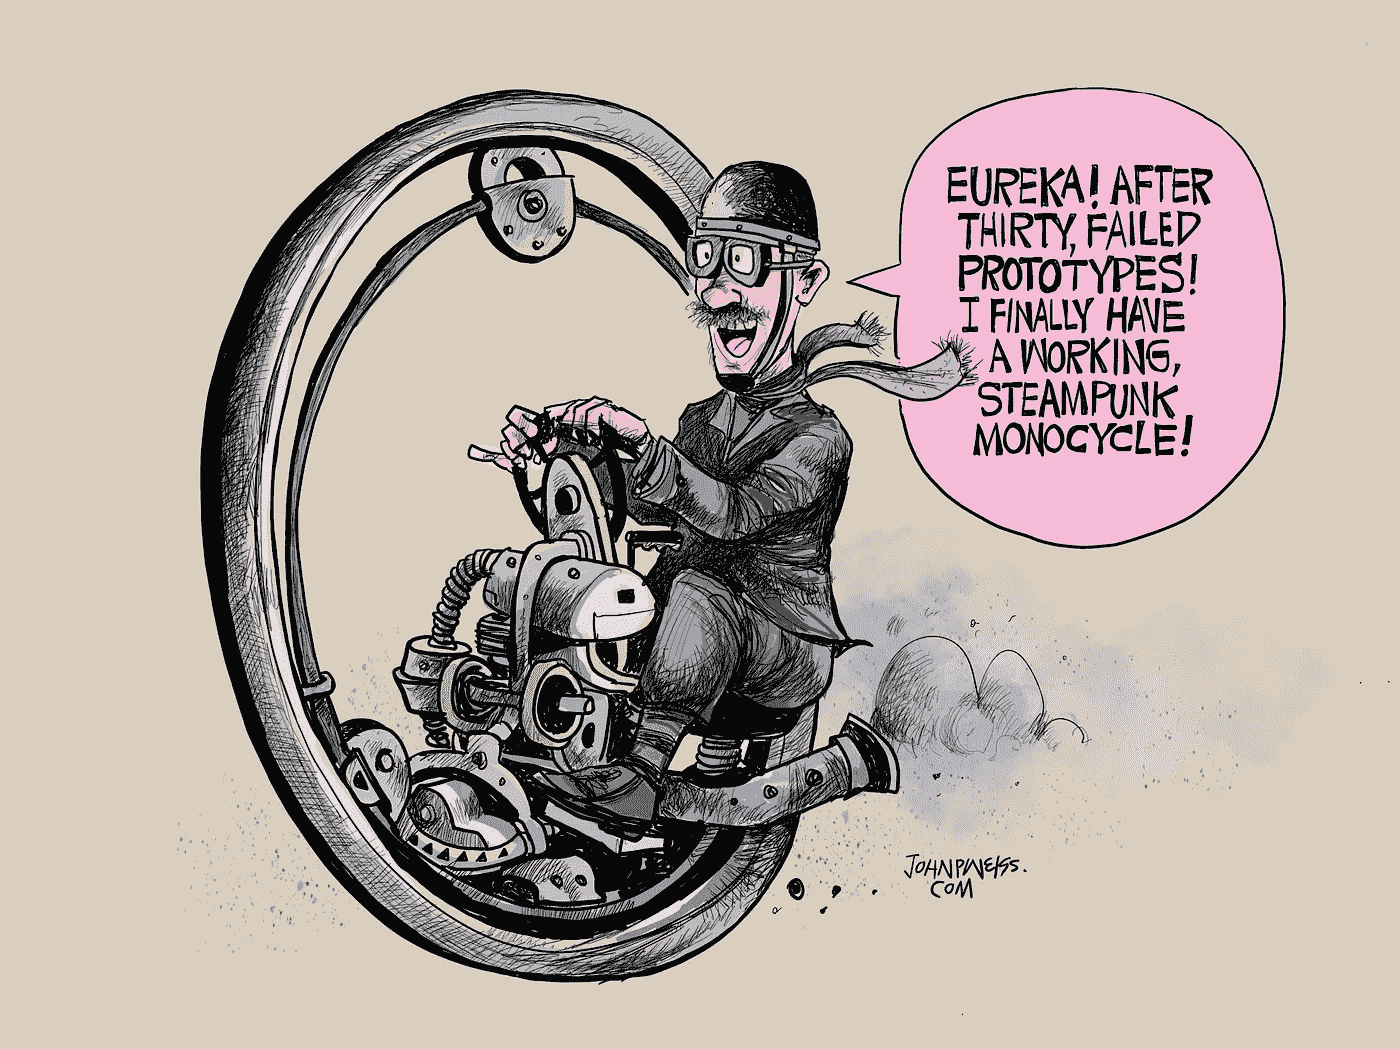 EUREKA! AFTER
THIRTY, FAILED
PROTOTYPES!
I FINALLY HAVE
A WORKING,
STEAMPUNK
MONOCYCLE!
JOHNPWEISS.
COM